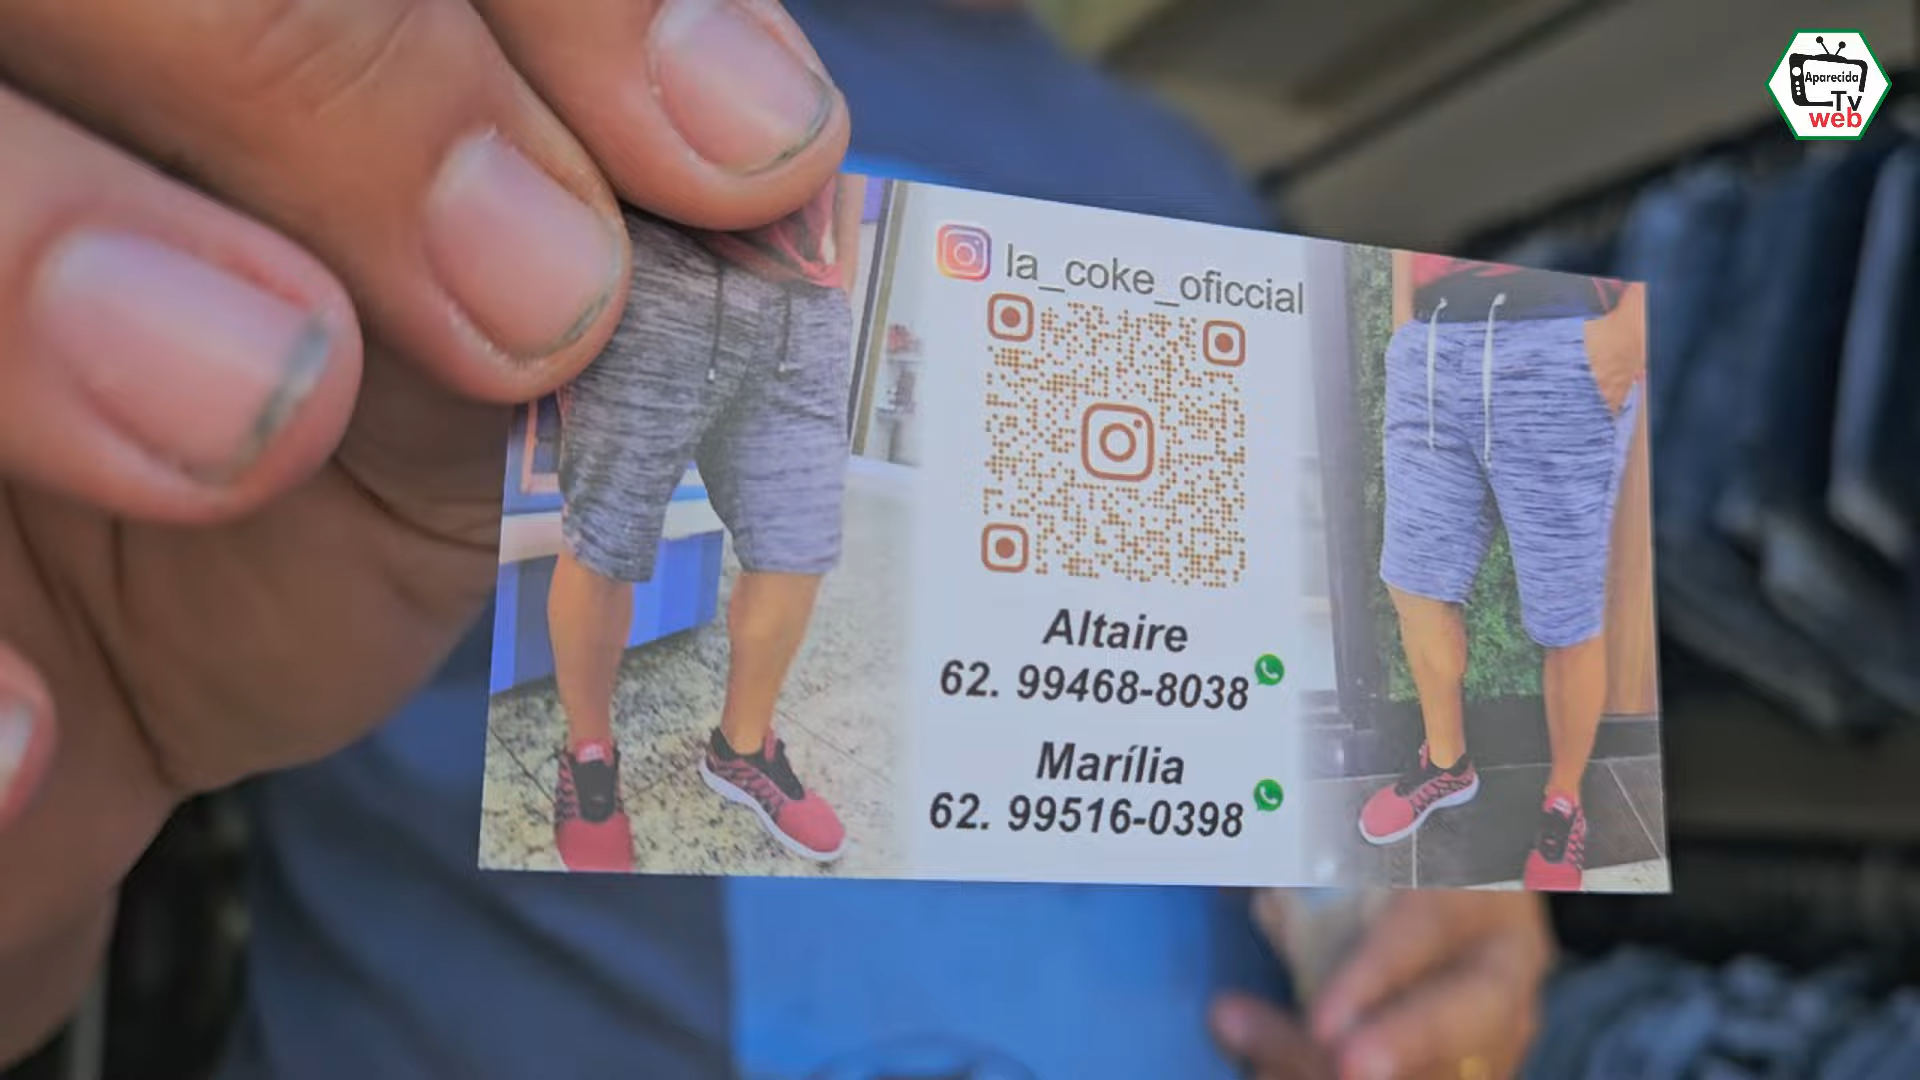 Aparecida
Tv
web
la_coke_oficcial
Altaire
62. 99468-8038
Marília
62. 99516-0398